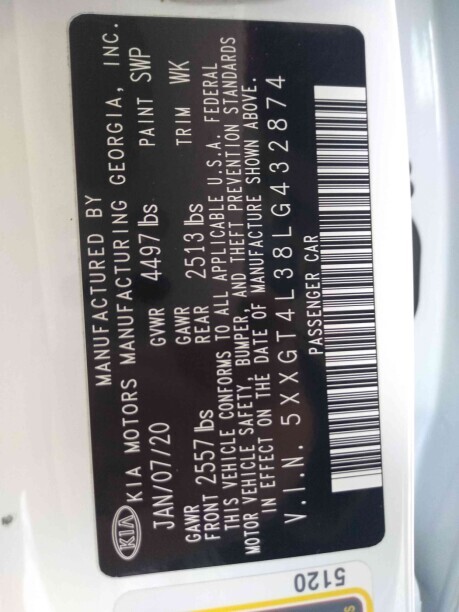 MANUFACTURED BY
KIA KIA MOTORS MANUFACTURING GEORGIA, INC.
JAN/07/20 GVWR 4497 lbs PAINT SWP
GAWR GAWR TRIM WK
FRONT 2557 lbs REAR 2513 lbs
THIS VEHICLE CONFORMS TO ALL APPLICABLE U.S.A. FEDERAL
MOTOR VEHICLE SAFETY, BUMPER, AND THEFT PREVENTION STANDARDS
IN EFFECT ON THE DATE OF MANUFACTURE SHOWN ABOVE.
V.I.N. 5XXGT4L38LG432874
PASSENGER CAR
5120